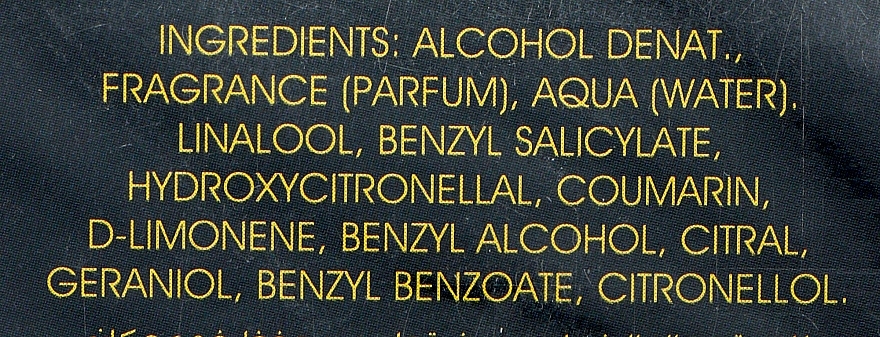 INGREDIENTS: ALCOHOL DENAT.,
FRAGRANCE (PARFUM), AQUA (WATER).
LINALOOL, BENZYL SALICYLATE,
HYDROXYCITRONELLAL, COUMARIN,
D-LIMONENE, BENZYL ALCOHOL, CITRAL,
GERANIOL, BENZYL BENZOATE, CITRONELLOL.